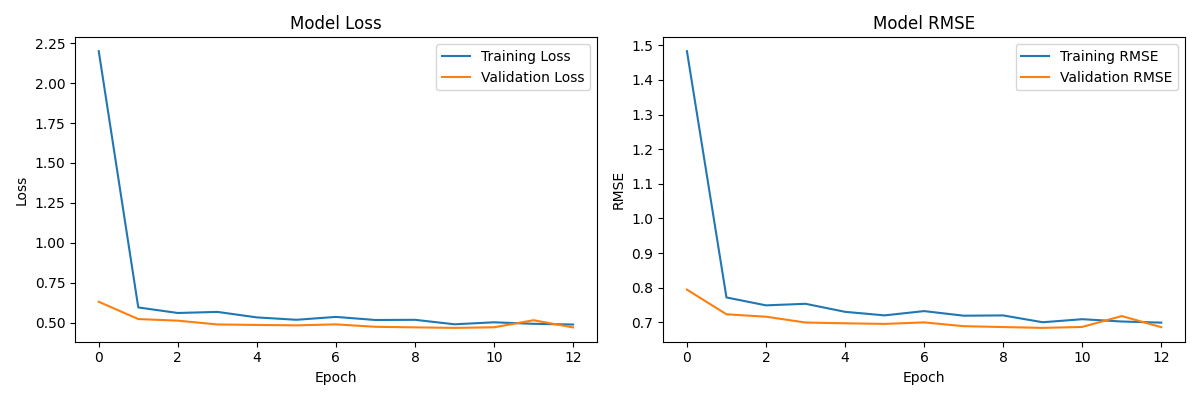 Model Loss
Training Loss
Validation Loss
2.25
2.00
1.75
1.50
1.25
1.00
0.75
0.50
Loss
0 2 4 6 8 10 12
Epoch
Model RMSE
Training RMSE
Validation RMSE
1.5
1.4
1.3
1.2
1.1
1.0
0.9
0.8
0.7
RMSE
0 2 4 6 8 10 12
Epoch